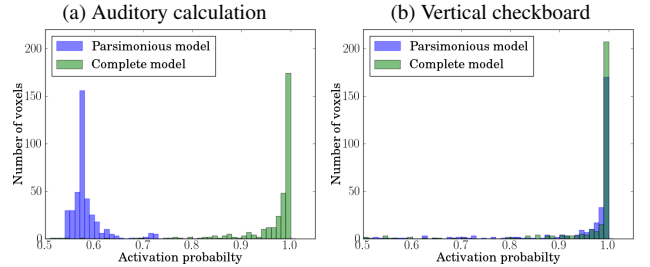 (a) Auditory calculation
(b) Vertical checkboard
Parsimonious model
Complete model
Number of voxels
200
150
100
50
0
0.5 0.6 0.7 0.8 0.9 1.0
Activation probabilty
Parsimonious model
Complete model
Number of voxels
200
150
100
50
0
0.5 0.6 0.7 0.8 0.9 1.0
Activation probabilty